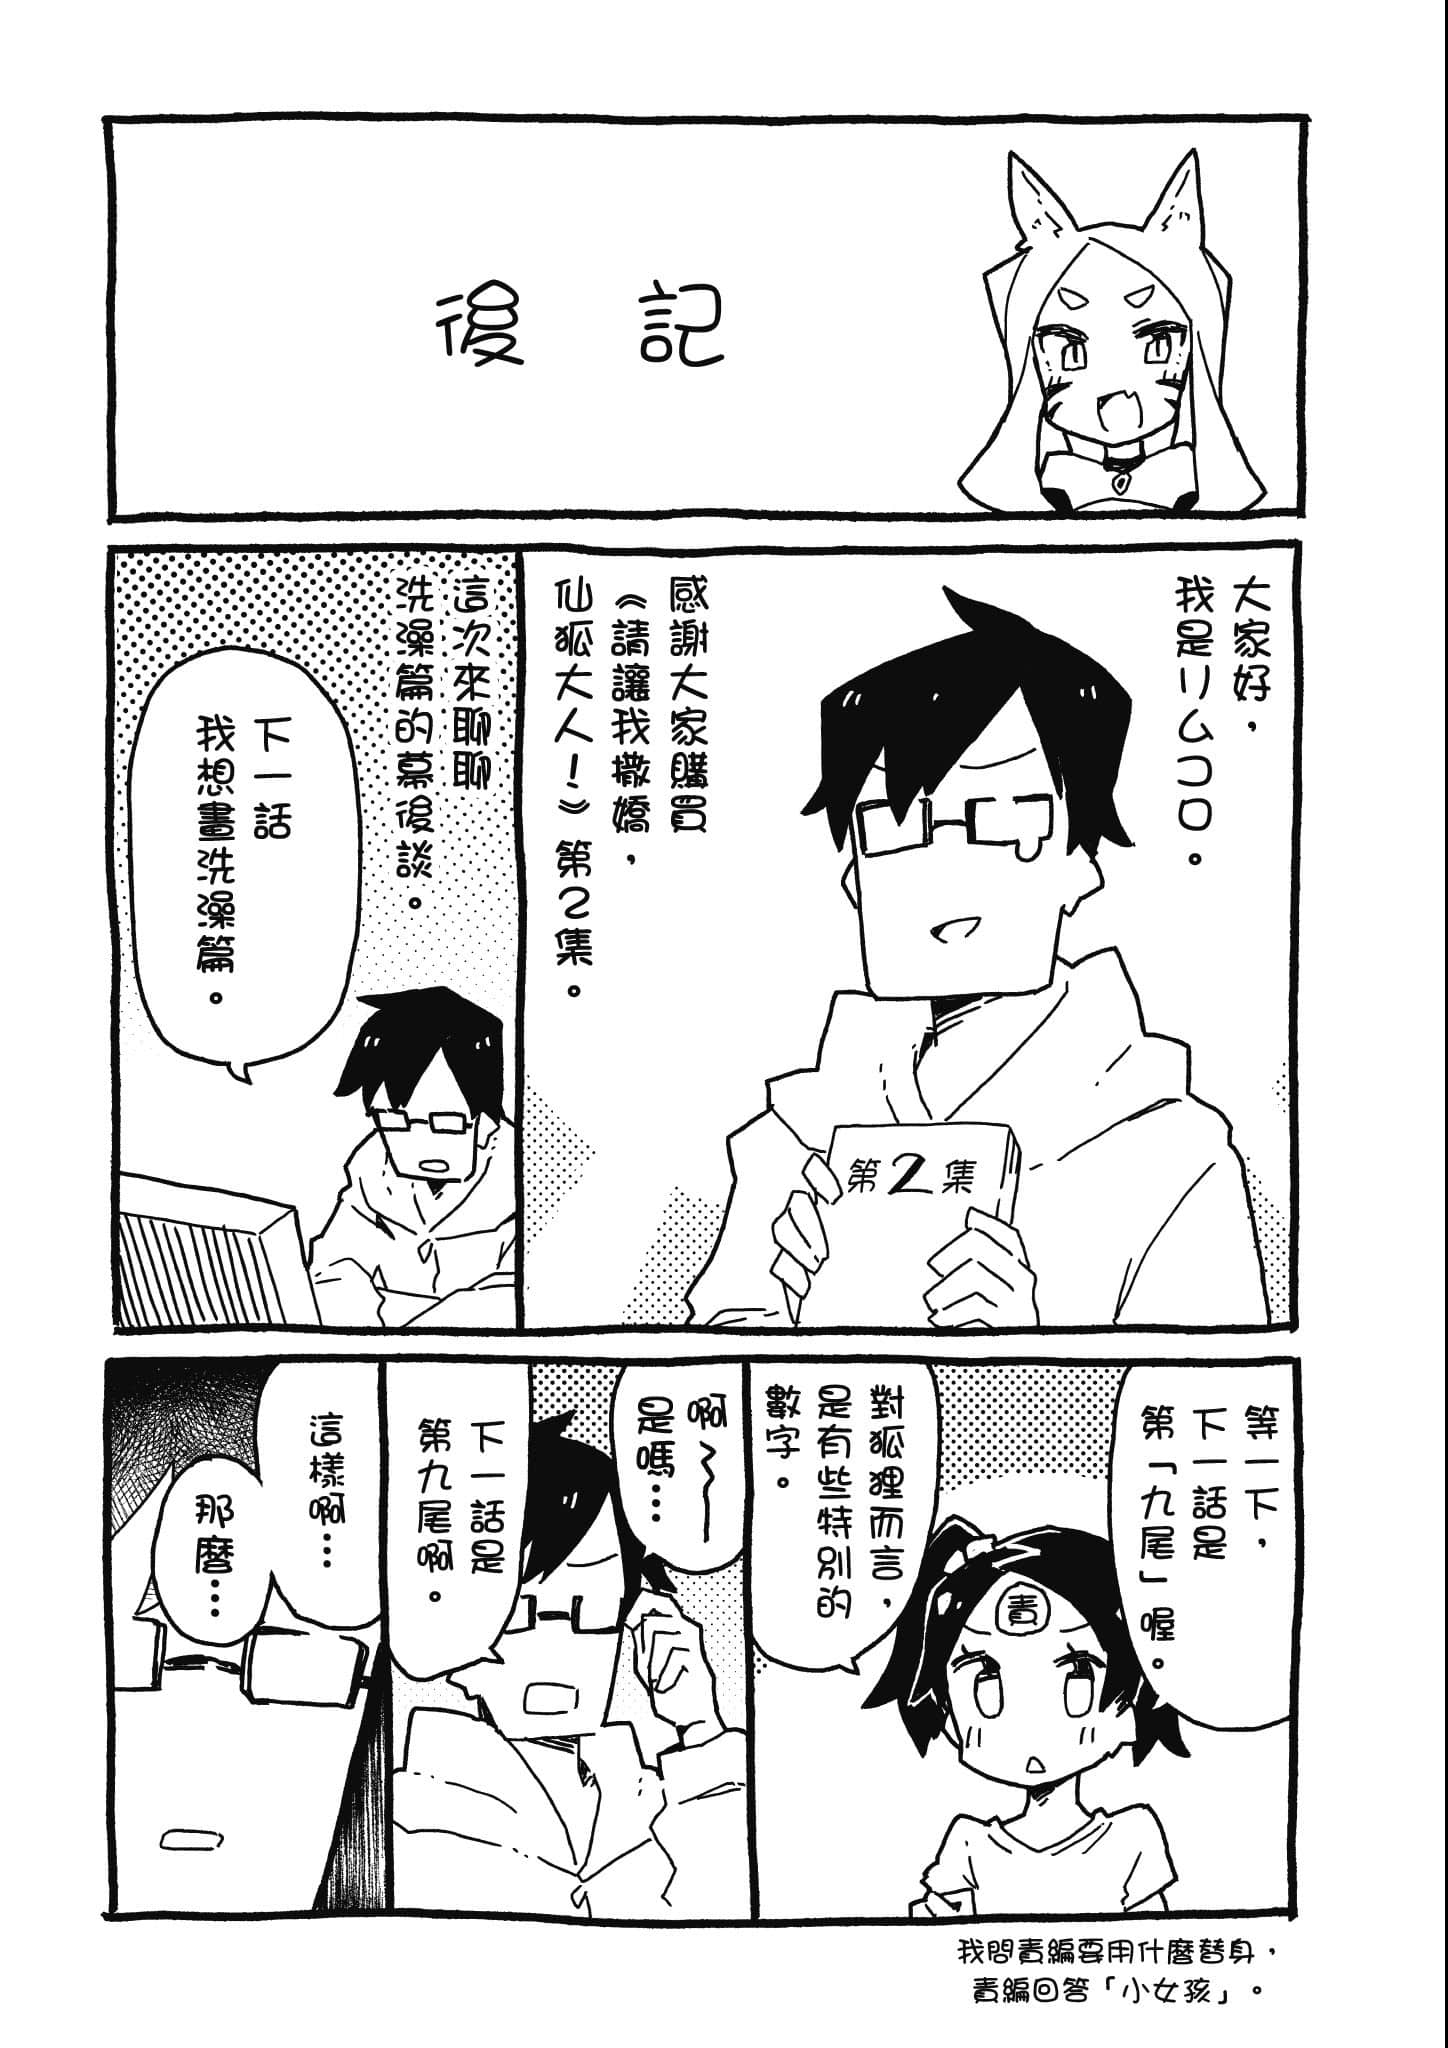 後記
大家好，
我是リムコロ。
感謝大家購買
《請讓我撒嬌，
仙狐大人！》第2集。
第2集
這次來聊聊
洗澡篇的幕後談。
下一話
我想畫洗澡篇。
等一下，
下一話是
第「九尾」喔。
責
對狐狸而言，
是有些特別的
數字。
啊～
是嗎…
下一話是
第九尾啊。
這樣啊…
那麼…
我問責編要用什麼替身，
責編回答「小女孩」。